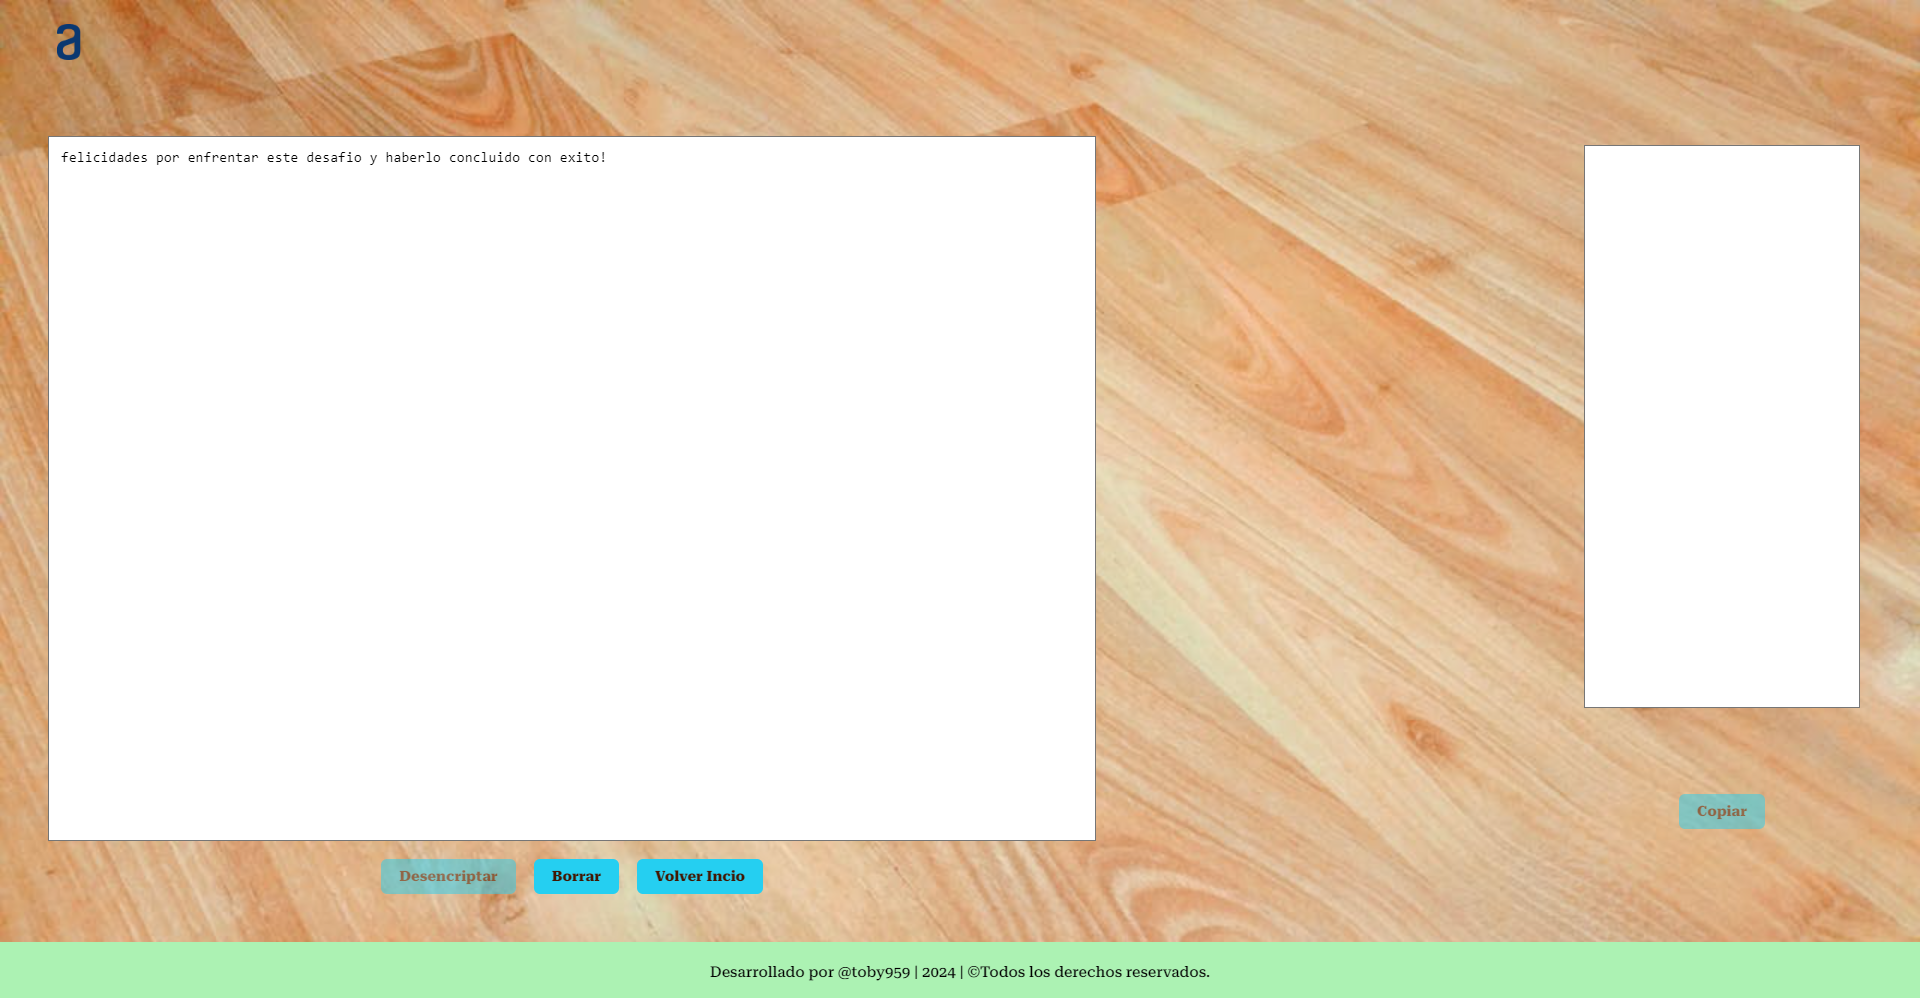 a
felicidades por enfrentar este desafio y haberlo concluido con exito!
Copiar
Desencriptar Borrar Volver Incio
Desarrollado por @toby959 | 2024 | ©Todos los derechos reservados.